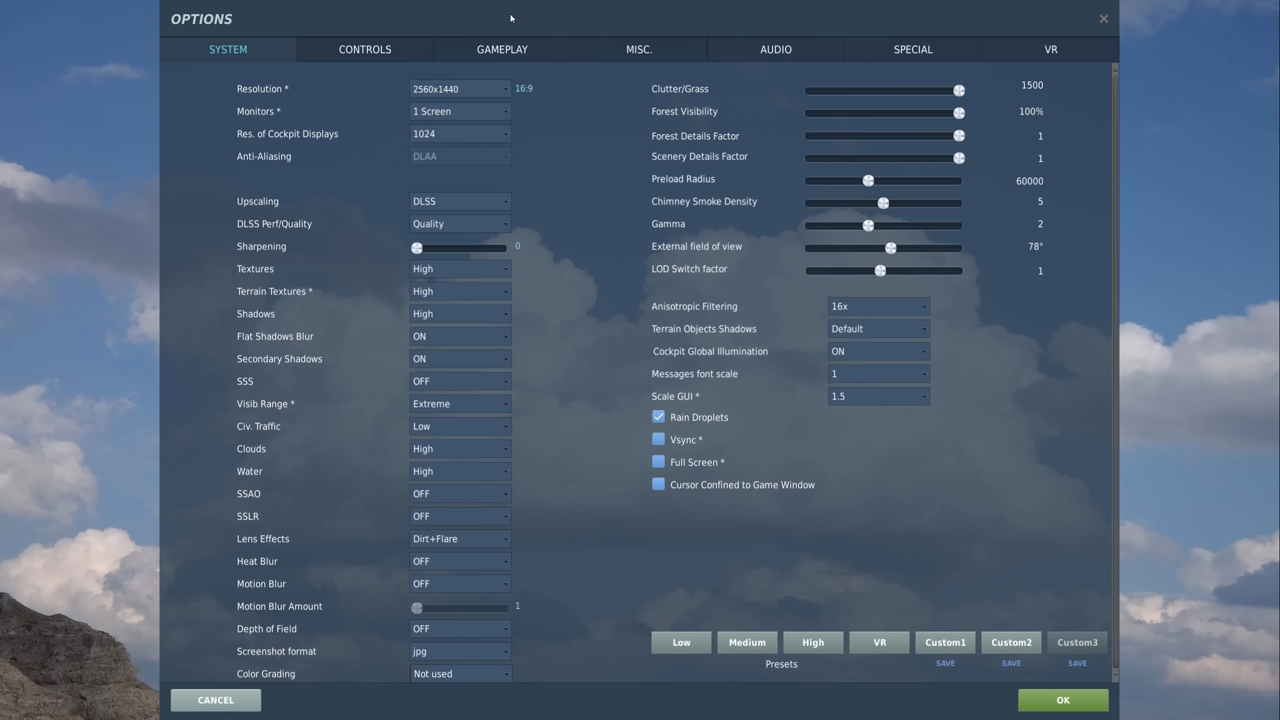 OPTIONS
SYSTEM CONTROLS GAMEPLAY MISC. AUDIO SPECIAL VR
Resolution * 2560x1440 16:9
Monitors * 1 Screen
Res. of Cockpit Displays 1024
Anti-Aliasing DLAA
Upscaling DLSS
DLSS Perf/Quality Quality
Sharpening 0
Textures High
Terrain Textures * High
Shadows High
Flat Shadows Blur ON
Secondary Shadows ON
SSS OFF
Visib Range * Extreme
Civ. Traffic Low
Clouds High
Water High
SSAO OFF
SSLR OFF
Lens Effects Dirt+Flare
Heat Blur OFF
Motion Blur OFF
Motion Blur Amount 1
Depth of Field OFF
Screenshot format jpg
Color Grading Not used
Clutter/Grass 1500
Forest Visibility 100%
Forest Details Factor 1
Scenery Details Factor 1
Preload Radius 60000
Chimney Smoke Density 5
Gamma 2
External field of view 78°
LOD Switch factor 1
Anisotropic Filtering 16x
Terrain Objects Shadows Default
Cockpit Global Illumination ON
Messages font scale 1
Scale GUI * 1.5
Rain Droplets
Vsync *
Full Screen *
Cursor Confined to Game Window
Low Medium High VR Custom1 Custom2 Custom3
Presets SAVE SAVE SAVE
CANCEL OK